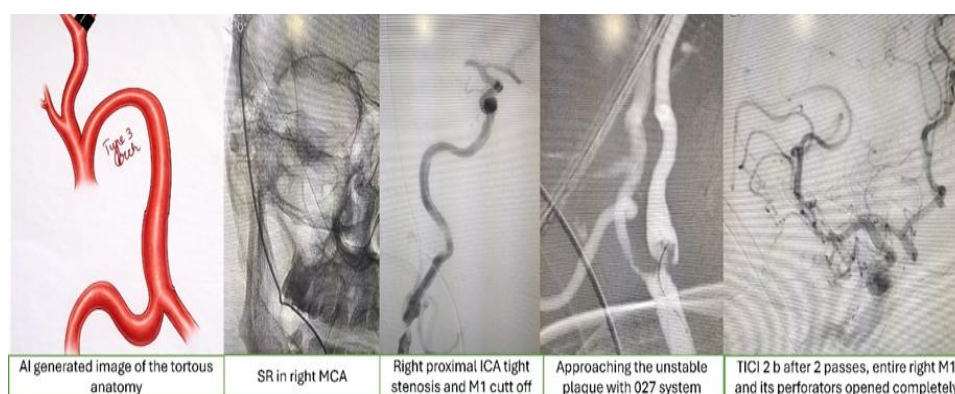 Type 3
Arch
AI generated image of the tortous
anatomy
SR in right MCA
Right proximal ICA tight
stenosis and M1 cutt off
Approaching the unstable
plaque with 027 system
TICI 2 b after 2 passes, entire right M1
and its perforators opened completely